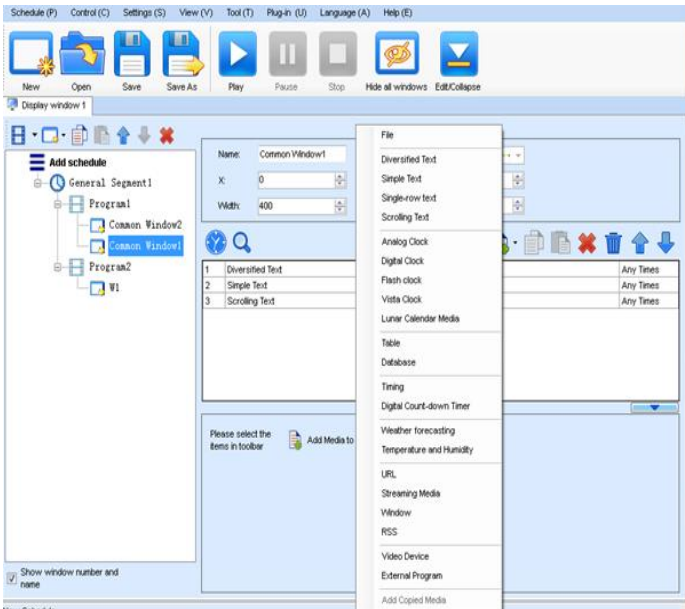 Schedule (P) Control (C) Settings (S) View (V) Tool (T) Plug-in (U) Language (A) Help (E)
New Open Save Save As Play Pause Stop Hide all windows Edit/Collapse
Display window 1
Add schedule
General Segment1
Program1
Common Window2
Common Window1
Program2
W1
Show window number and
name
Name: Common Window1
X: 0
Width: 400
1 Diversified Text Any Times
2 Simple Text Any Times
3 Scrolling Text Any Times
Please select the
items in toolbar
Add Media to
File
Diversified Text
Simple Text
Single-row text
Scrolling Text
Analog Clock
Digital Clock
Flash clock
Vista Clock
Lunar Calendar Media
Table
Database
Timing
Digital Count-down Timer
Weather forecasting
Temperature and Humidity
URL
Streaming Media
Window
RSS
Video Device
External Program
Add Copied Media